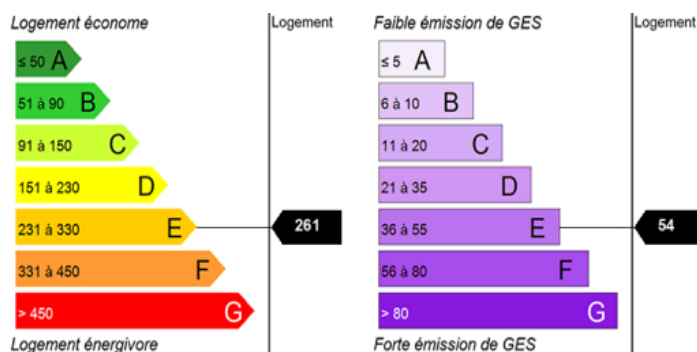 Logement économe
Logement
≤ 50 A
51 à 90 B
91 à 150 C
151 à 230 D
231 à 330 E
261
331 à 450 F
> 450 G
Logement énergivore
Faible émission de GES
Logement
≤ 5 A
6 à 10 B
11 à 20 C
21 à 35 D
36 à 55 E
54
56 à 80 F
> 80 G
Forte émission de GES